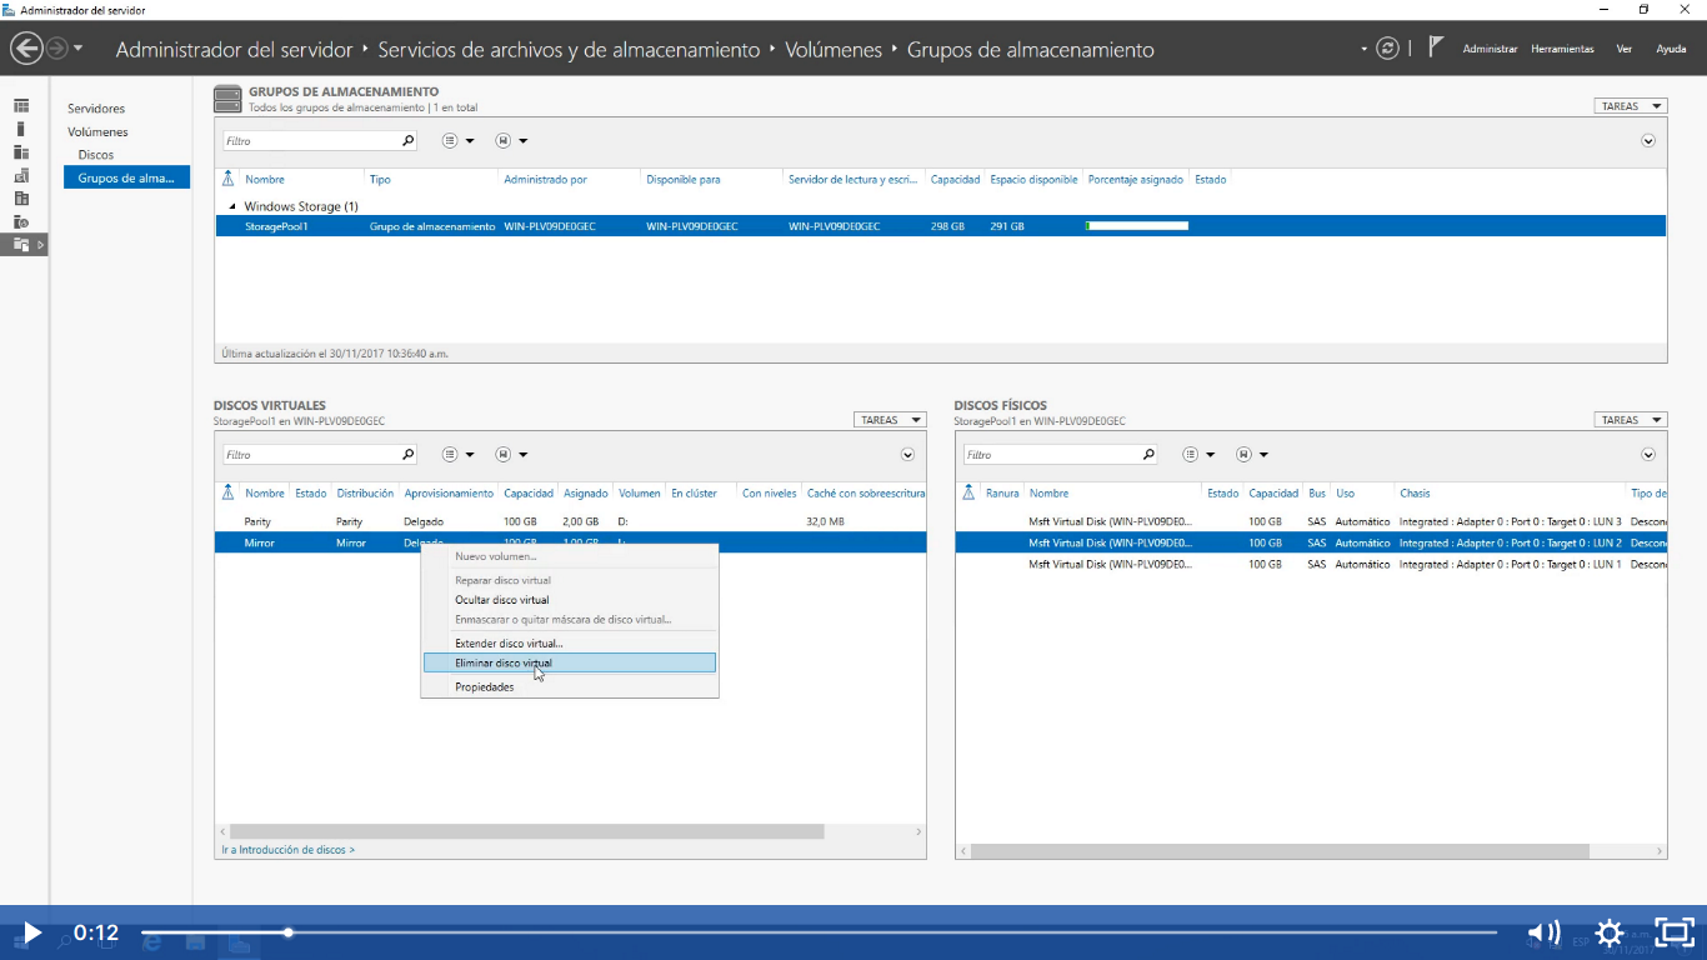 Administrador del servidor
Administrador del servidor Servicios de archivos y de almacenamiento Volúmenes Grupos de almacenamiento
Administrar Herramientas Ver Ayuda
Servidores
Volúmenes
Discos
Grupos de alma...
GRUPOS DE ALMACENAMIENTO
Todos los grupos de almacenamiento | 1 en total
TAREAS
Filtro
Nombre Tipo Administrado por Disponible para Servidor de lectura y escri... Capacidad Espacio disponible Porcentaje asignado Estado
Windows Storage (1)
StoragePool1 Grupo de almacenamiento WIN-PLV09DE0GEC WIN-PLV09DE0GEC WIN-PLV09DE0GEC 298 GB 291 GB
Última actualización el 30/11/2017 10:36:40 a.m.
DISCOS VIRTUALES
StoragePool1 en WIN-PLV09DE0GEC
TAREAS
Filtro
Nombre Estado Distribución Aprovisionamiento Capacidad Asignado Volumen En clúster Con niveles Caché con sobreescritura
Parity Parity Delgado 100 GB 2,00 GB D: 32,0 MB
Mirror Mirror Delgado 100 GB 1,00 GB
Nuevo volumen...
Reparar disco virtual
Ocultar disco virtual
Enmascarar o quitar máscara de disco virtual...
Extender disco virtual...
Eliminar disco virtual
Propiedades
Ir a Introducción de discos >
DISCOS FÍSICOS
StoragePool1 en WIN-PLV09DE0GEC
TAREAS
Filtro
Ranura Nombre Estado Capacidad Bus Uso Chasis Tipo de
Msft Virtual Disk (WIN-PLV09DE0... 100 GB SAS Automático Integrated : Adapter 0 : Port 0 : Target 0 : LUN 3 Descon
Msft Virtual Disk (WIN-PLV09DE0... 100 GB SAS Automático Integrated : Adapter 0 : Port 0 : Target 0 : LUN 2 Descon
Msft Virtual Disk (WIN-PLV09DE0... 100 GB SAS Automático Integrated : Adapter 0 : Port 0 : Target 0 : LUN 1 Descon
0:12
ESP
30/11/2017